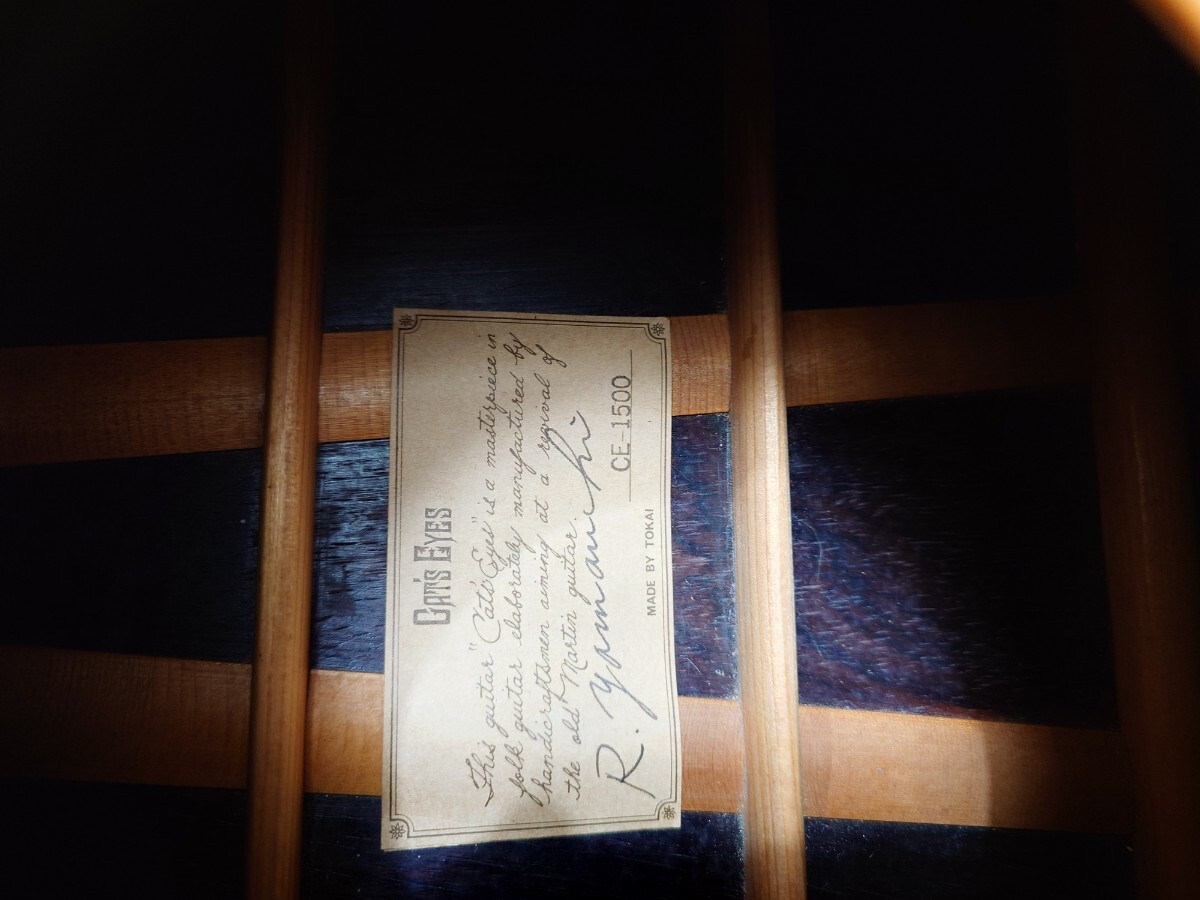 CAT'S EYES
This guitar "Cat's Eyes" is a masterpiece in
folk guitar elaborately manufactured by
handicraftsmen aiming at a revival of
the old Martin guitar.
R. Yamauchi
CE-1500
MADE BY TOKAI